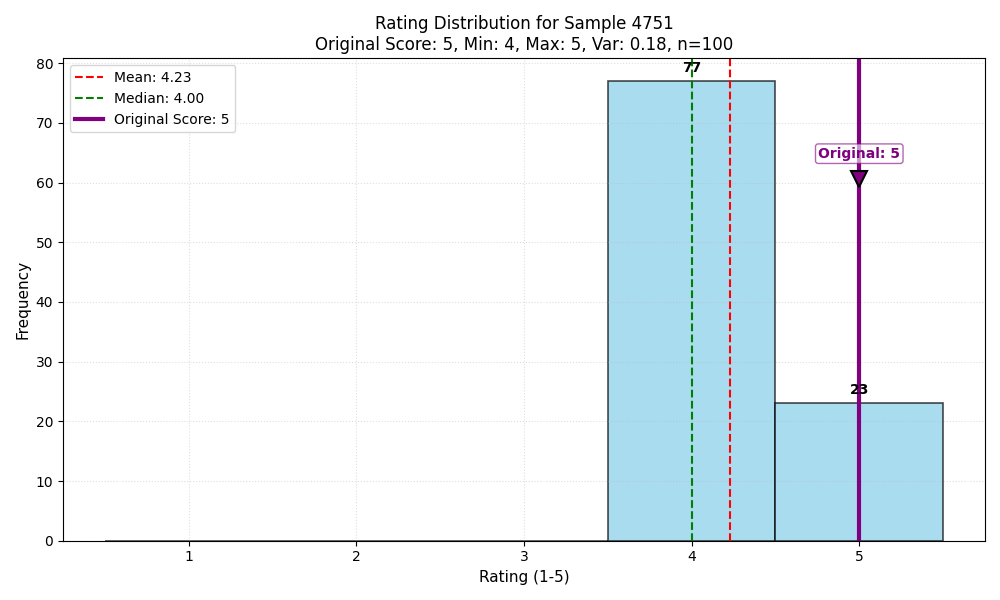 Rating Distribution for Sample 4751
Original Score: 5, Min: 4, Max: 5, Var: 0.18, n=100
Mean: 4.23
Median: 4.00
Original Score: 5
77
Original: 5
23
80
70
60
50
40
30
20
10
0
Frequency
1 2 3 4 5
Rating (1-5)